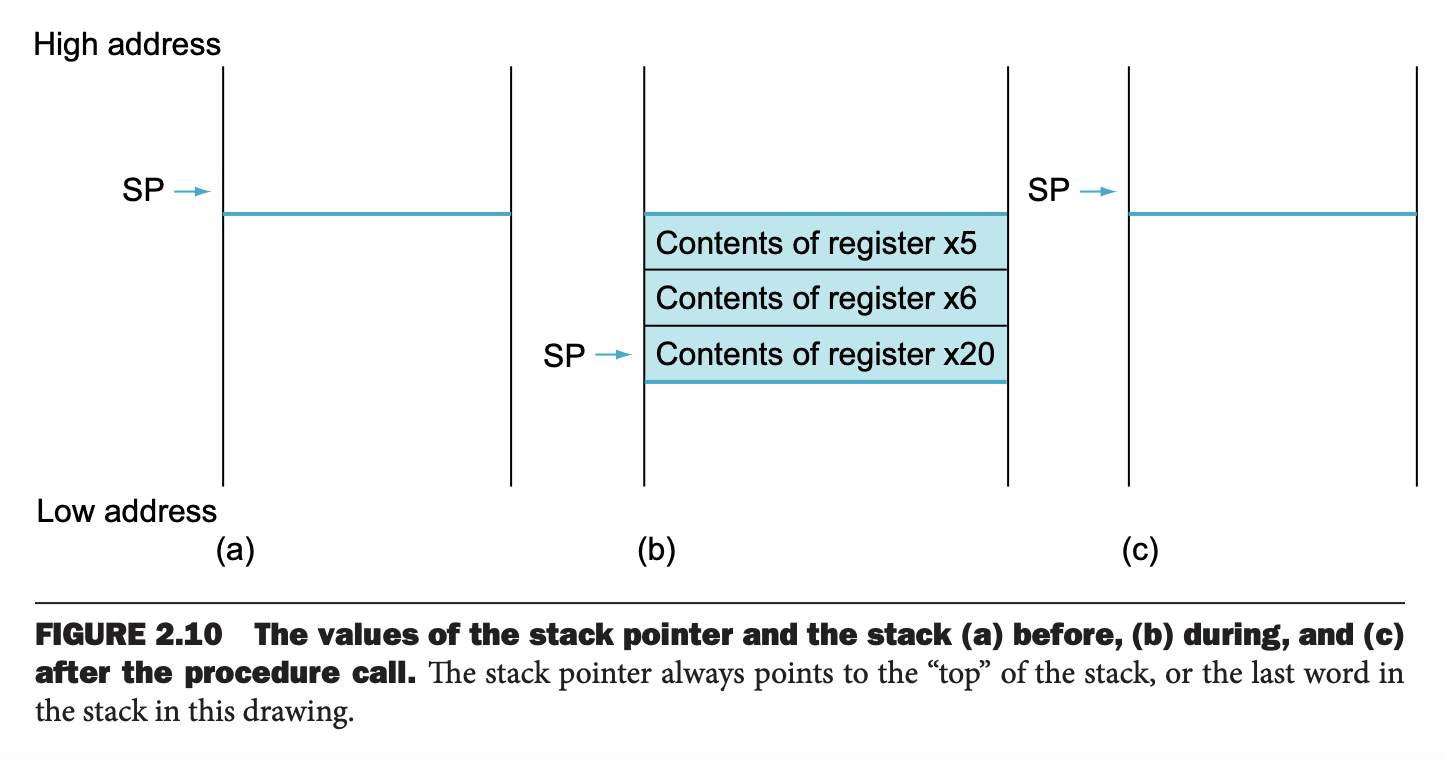 High address
SP
SP
Contents of register x5
Contents of register x6
SP
Contents of register x20
Low address
(a)
(b)
(c)
FIGURE 2.10 The values of the stack pointer and the stack (a) before, (b) during, and (c)
after the procedure call. The stack pointer always points to the “top” of the stack, or the last word in
the stack in this drawing.